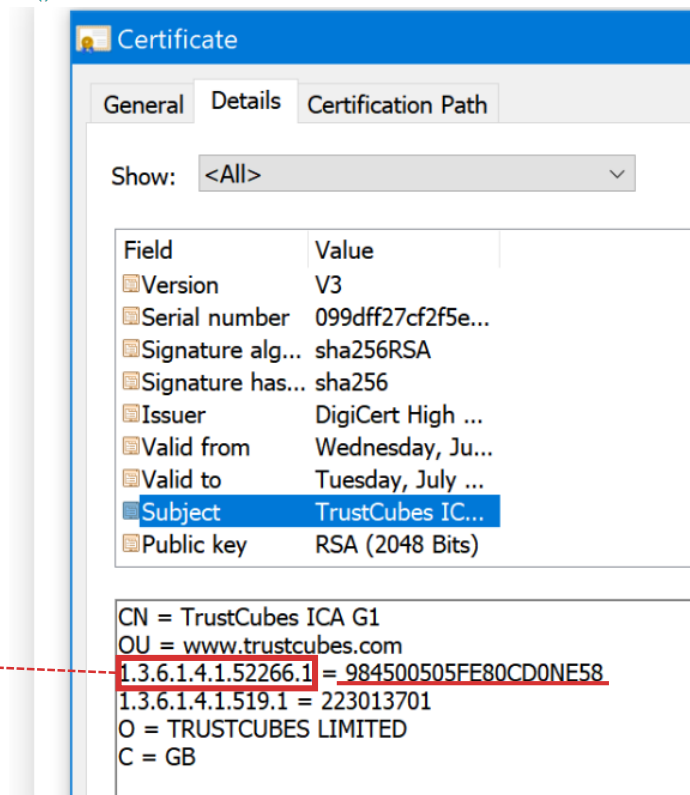 Certificate
General Details Certification Path
Show: <All>
Field Value
Version V3
Serial number 099dff27cf2f5e...
Signature alg... sha256RSA
Signature has... sha256
Issuer DigiCert High ...
Valid from Wednesday, Ju...
Valid to Tuesday, July ...
Subject TrustCubes IC...
Public key RSA (2048 Bits)
CN = TrustCubes ICA G1
OU = www.trustcubes.com
1.3.6.1.4.1.52266.1 = 984500505FE80CD0NE58
1.3.6.1.4.1.519.1 = 223013701
O = TRUSTCUBES LIMITED
C = GB